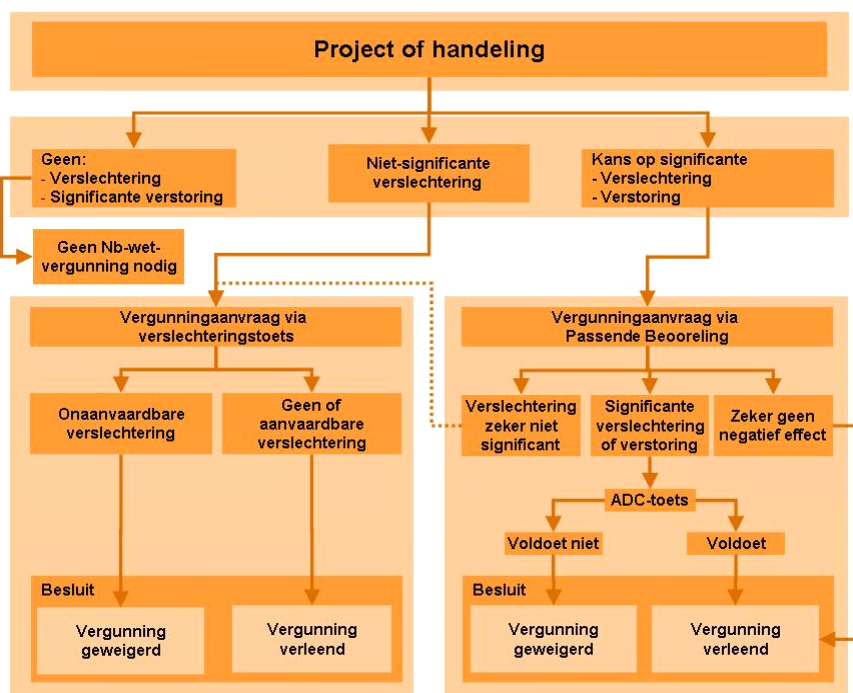 Project of handeling
Geen:
- Verslechtering
- Significante verstoring
Niet-significante
verslechtering
Kans op significante
- Verslechtering
- Verstoring
Geen Nb-wet-
vergunning nodig
Vergunningaanvraag via
verslechteringstoets
Onaanvaardbare
verslechtering
Geen of
aanvaardbare
verslechtering
Besluit
Vergunning
geweigerd
Vergunning
verleend
Vergunningaanvraag via
Passende Beooreling
Verslechtering
zeker niet
significant
Significante
verslechtering
of verstoring
Zeker geen
negatief effect
ADC-toets
Voldoet niet
Voldoet
Besluit
Vergunning
geweigerd
Vergunning
verleend